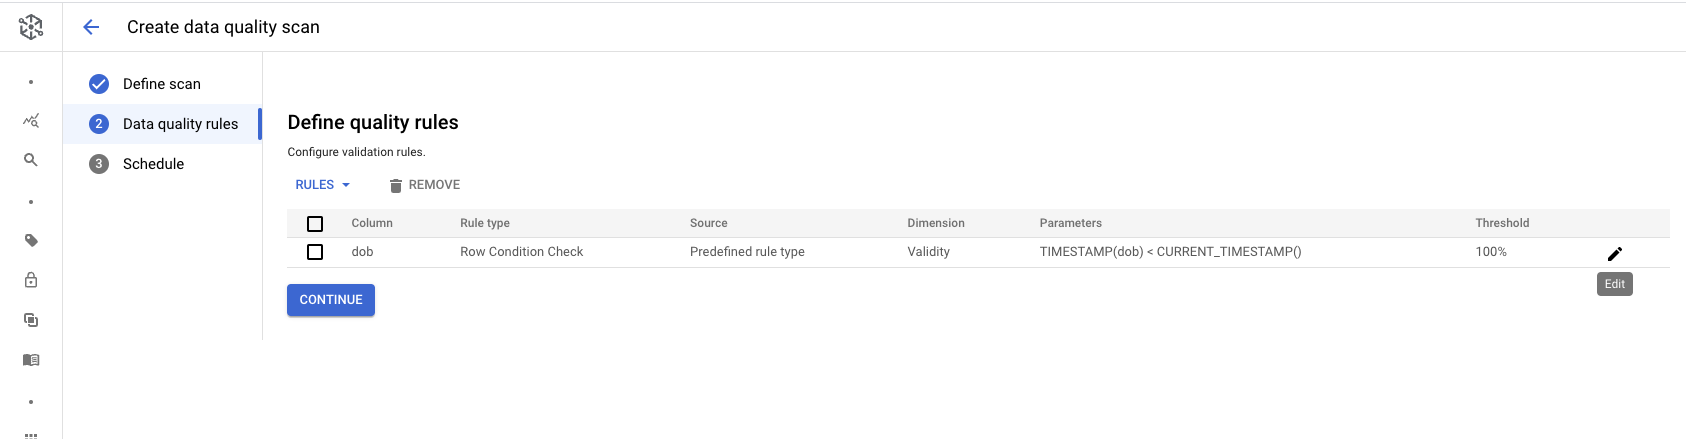 Create data quality scan
Define scan
2 Data quality rules
3 Schedule
Define quality rules
Configure validation rules.
RULES REMOVE
Column Rule type Source Dimension Parameters Threshold
dob Row Condition Check Predefined rule type Validity TIMESTAMP(dob) < CURRENT_TIMESTAMP() 100%
Edit
CONTINUE